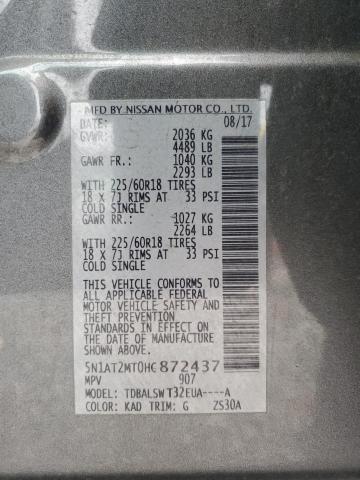 MFD BY NISSAN MOTOR CO., LTD.
DATE: 08/17
GVWR: 2036 KG
4489 LB
GAWR FR.: 1040 KG
2293 LB
WITH 225/60R18 TIRES
18 X 7J RIMS AT 33 PSI
COLD SINGLE
GAWR RR.: 1027 KG
2264 LB
WITH 225/60R18 TIRES
18 X 7J RIMS AT 33 PSI
COLD SINGLE
THIS VEHICLE CONFORMS TO
ALL APPLICABLE FEDERAL
MOTOR VEHICLE SAFETY AND
THEFT PREVENTION
STANDARDS IN EFFECT ON
THE DATE OF MANUFACTURE
SHOWN ABOVE.
5N1AT2MT0HC872437
MPV 907
MODEL: TDBALSW T32EUA----A
COLOR: KAD TRIM: G ZS30A